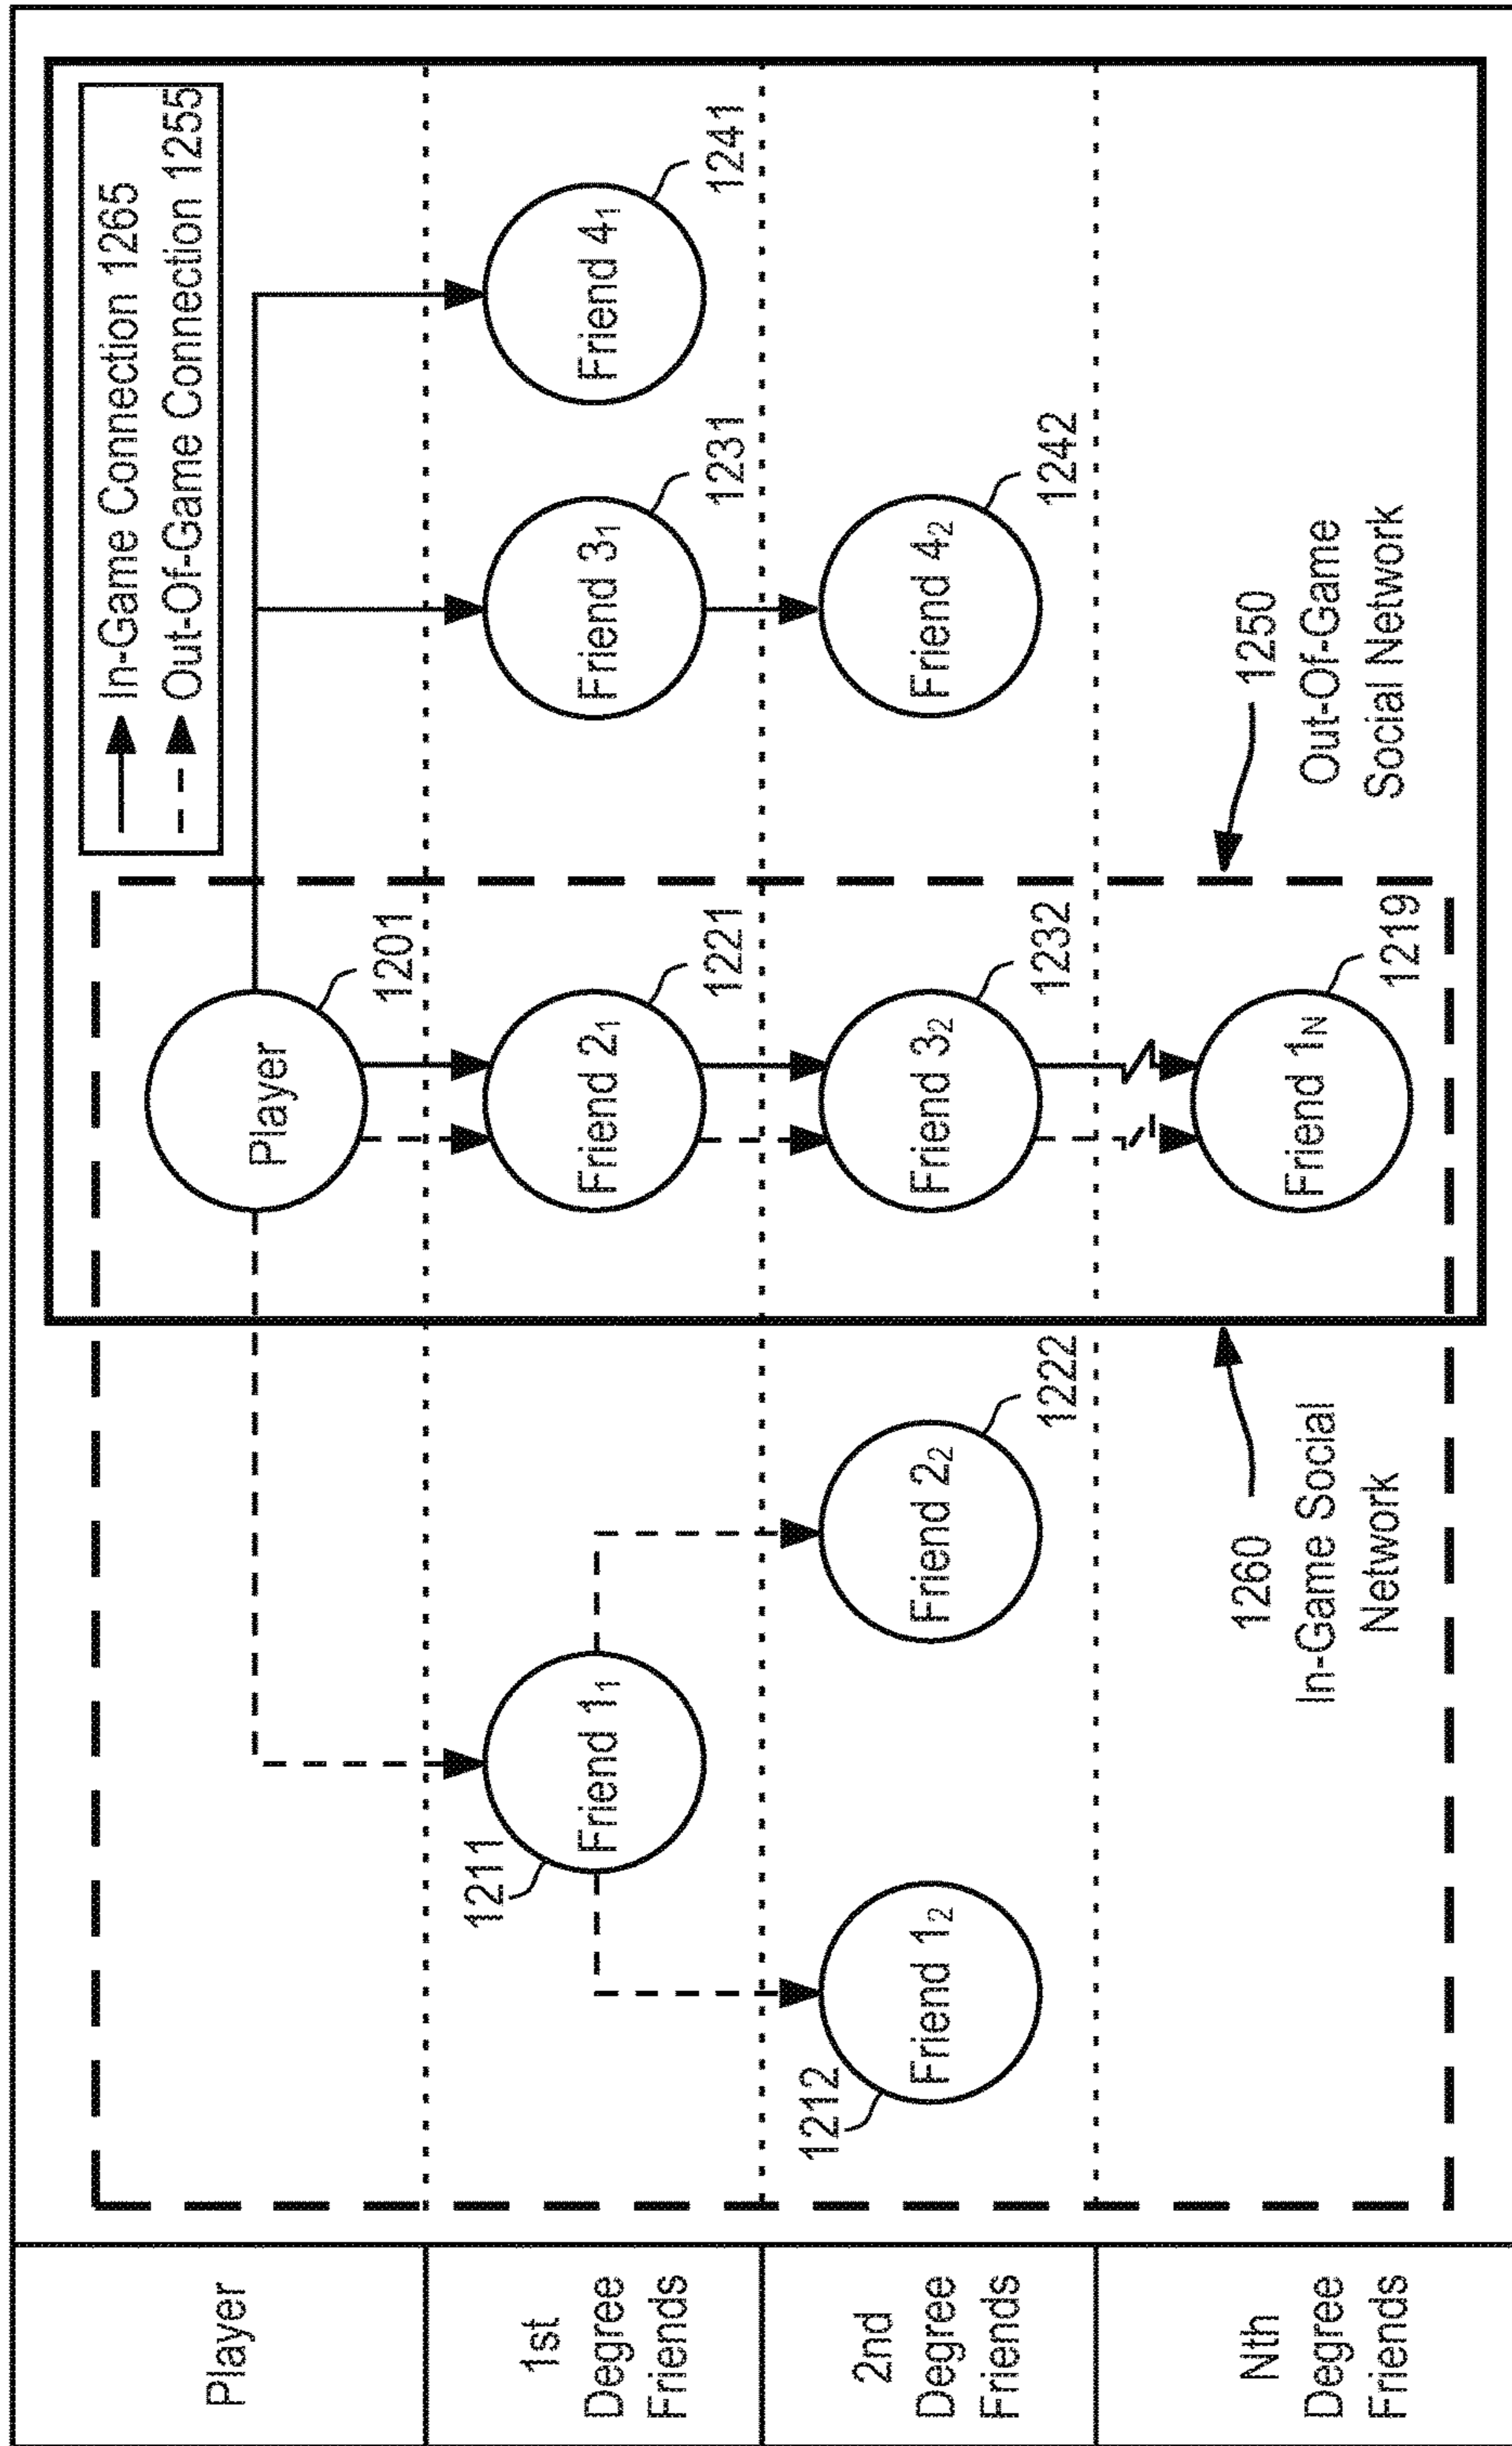 Player
1st
Degree
Friends
2nd
Degree
Friends
Nth
Degree
Friends
In-Game Connection 1265
Out-Of-Game Connection 1255
Player
1201
1211
Friend 1₁
Friend 2₁
1221
Friend 3₁
1231
Friend 4₁
1241
1212
Friend 1₂
Friend 2₂
1222
Friend 3₂
1232
Friend 4₂
1242
1260
In-Game Social
Network
Friend 1N
1219
1250
Out-Of-Game
Social Network